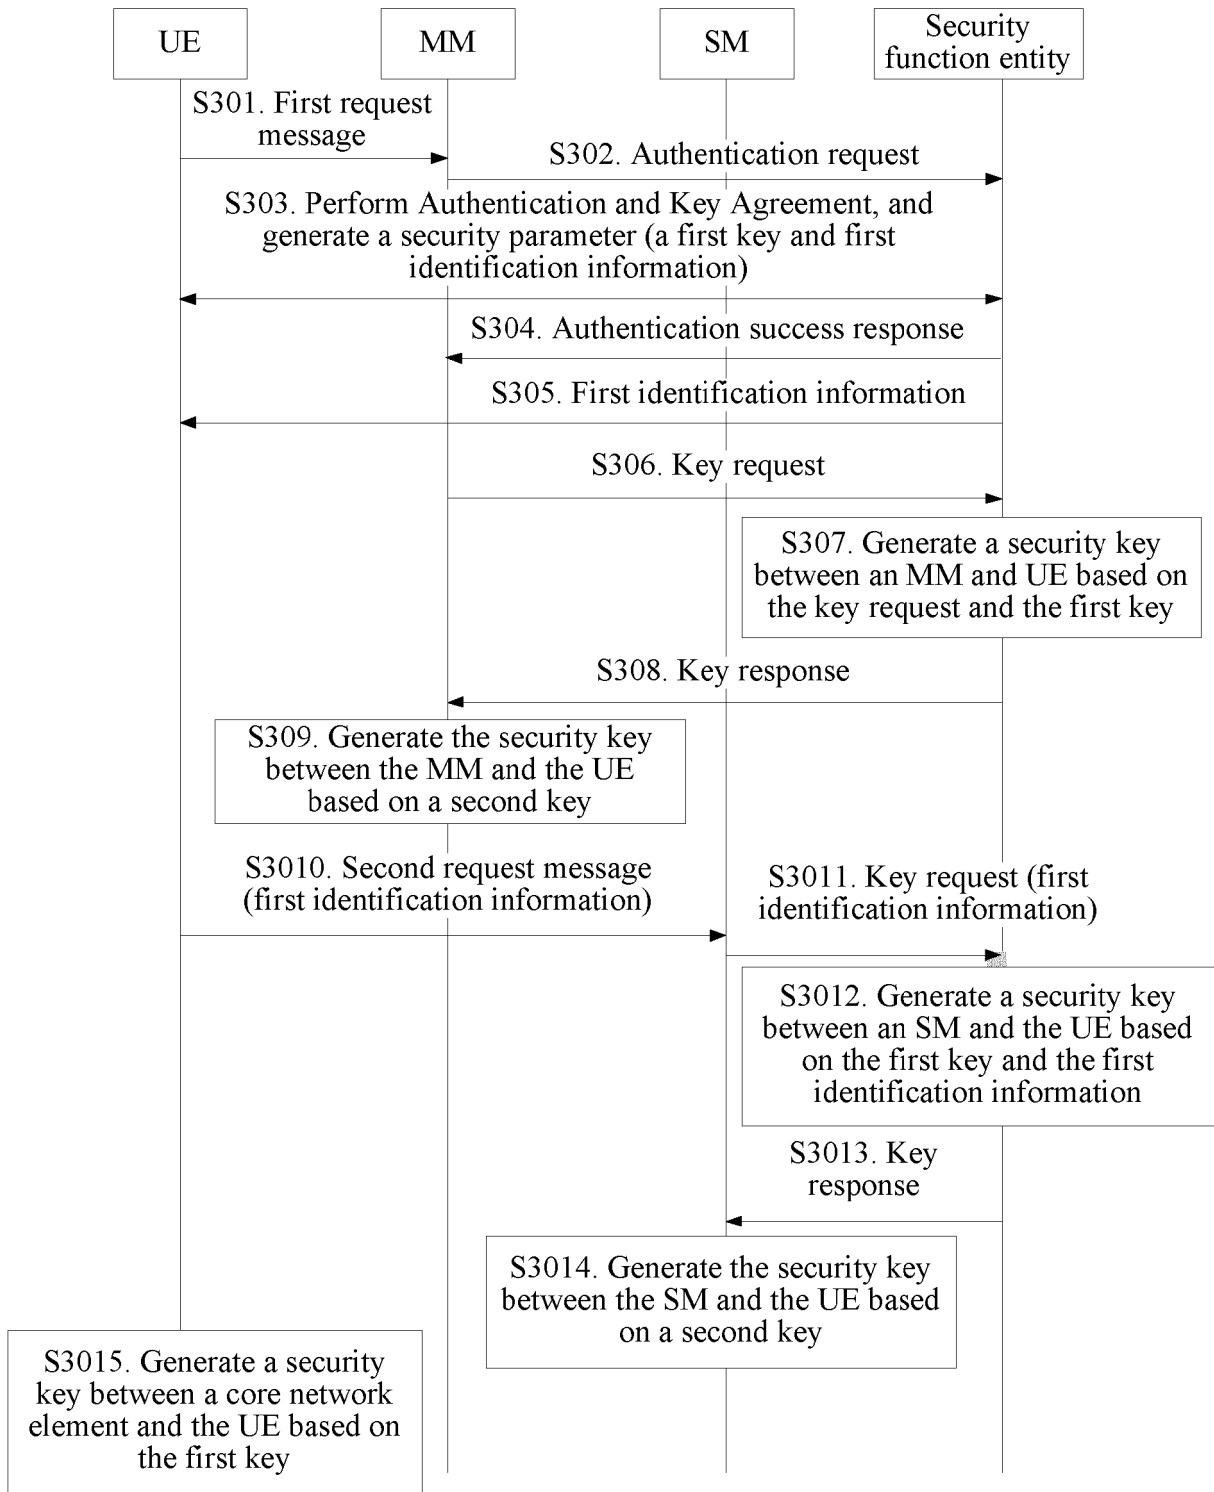 UE
MM
SM
Security
function entity
S301. First request
message
S302. Authentication request
S303. Perform Authentication and Key Agreement, and
generate a security parameter (a first key and first
identification information)
S304. Authentication success response
S305. First identification information
S306. Key request
S307. Generate a security key
between an MM and UE based on
the key request and the first key
S308. Key response
S309. Generate the security key
between the MM and the UE
based on a second key
S3010. Second request message
(first identification information)
S3011. Key request (first
identification information)
S3012. Generate a security key
between an SM and the UE based
on the first key and the first
identification information
S3013. Key
response
S3014. Generate the security key
between the SM and the UE based
on a second key
S3015. Generate a security
key between a core network
element and the UE based on
the first key